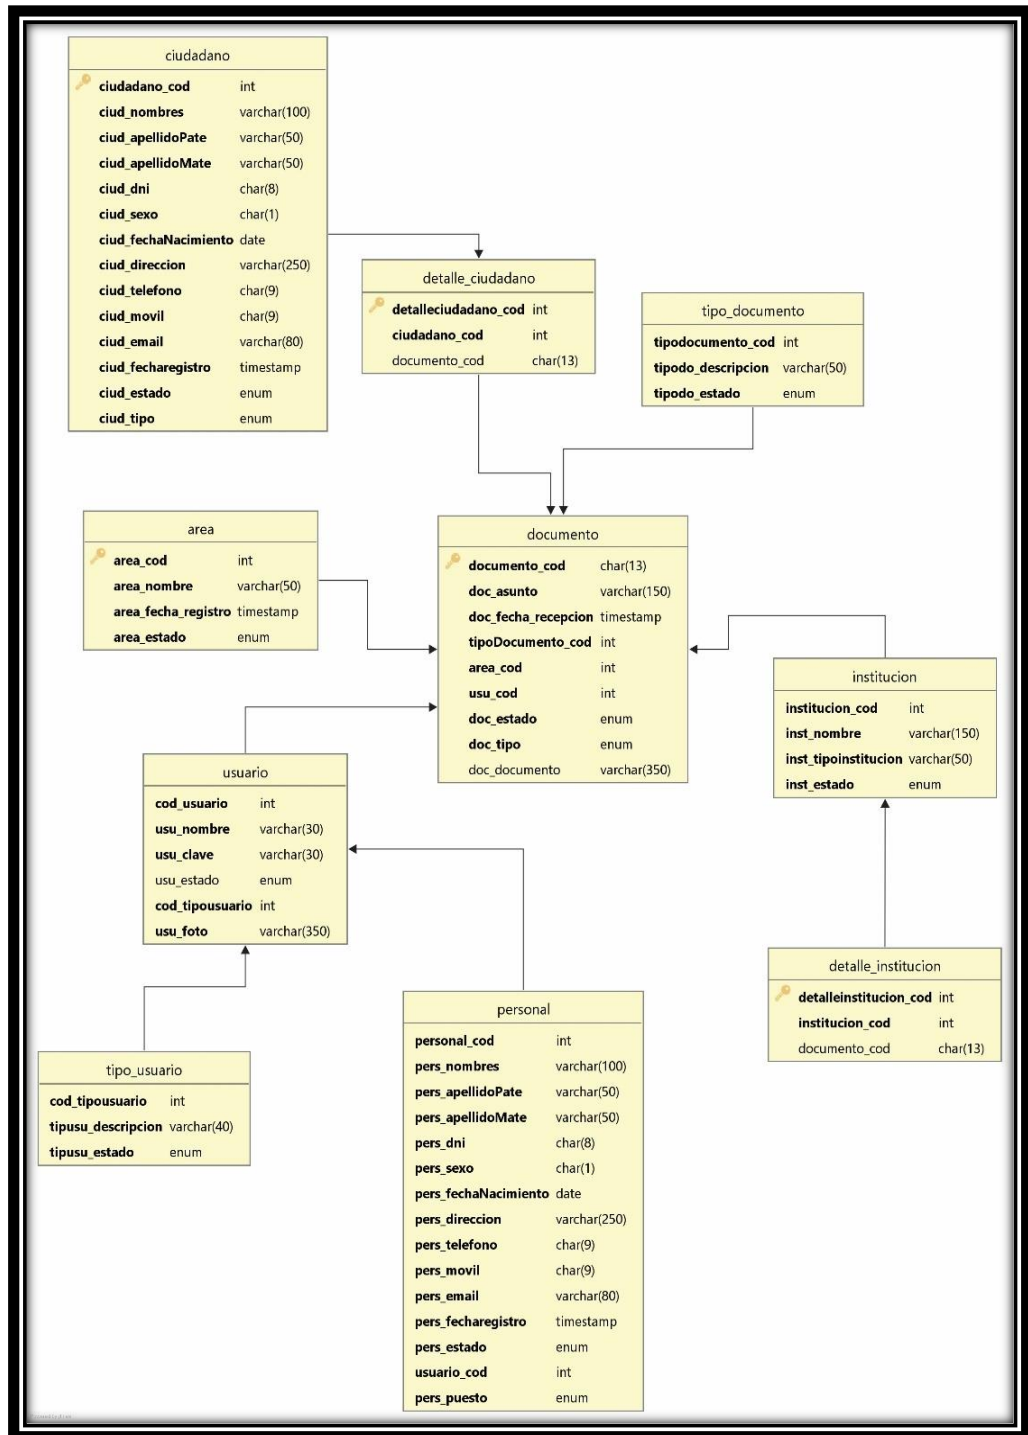 ciudadano
ciudadano_cod int
ciud_nombres varchar(100)
ciud_apellidoPate varchar(50)
ciud_apellidoMate varchar(50)
ciud_dni char(8)
ciud_sexo char(1)
ciud_fechaNacimiento date
ciud_direccion varchar(250)
ciud_telefono char(9)
ciud_movil char(9)
ciud_email varchar(80)
ciud_fecharegistro timestamp
ciud_estado enum
ciud_tipo enum
detalle_ciudadano
detalleciudadano_cod int
ciudadano_cod int
documento_cod char(13)
tipo_documento
tipodocumento_cod int
tipodo_descripcion varchar(50)
tipodo_estado enum
area
area_cod int
area_nombre varchar(50)
area_fecha_registro timestamp
area_estado enum
documento
documento_cod char(13)
doc_asunto varchar(150)
doc_fecha_recepcion timestamp
tipoDocumento_cod int
area_cod int
usu_cod int
doc_estado enum
doc_tipo enum
doc_documento varchar(350)
institucion
institucion_cod int
inst_nombre varchar(150)
inst_tipoinstitucion varchar(50)
inst_estado enum
usuario
cod_usuario int
usu_nombre varchar(30)
usu_clave varchar(30)
usu_estado enum
cod_tipousuario int
usu_foto varchar(350)
detalle_institucion
detalleinstitucion_cod int
institucion_cod int
documento_cod char(13)
personal
personal_cod int
pers_nombres varchar(100)
pers_apellidoPate varchar(50)
pers_apellidoMate varchar(50)
pers_dni char(8)
pers_sexo char(1)
pers_fechaNacimiento date
pers_direccion varchar(250)
pers_telefono char(9)
pers_movil char(9)
pers_email varchar(80)
pers_fecharegistro timestamp
pers_estado enum
usuario_cod int
pers_puesto enum
tipo_usuario
cod_tipousuario int
tipusu_descripcion varchar(40)
tipusu_estado enum